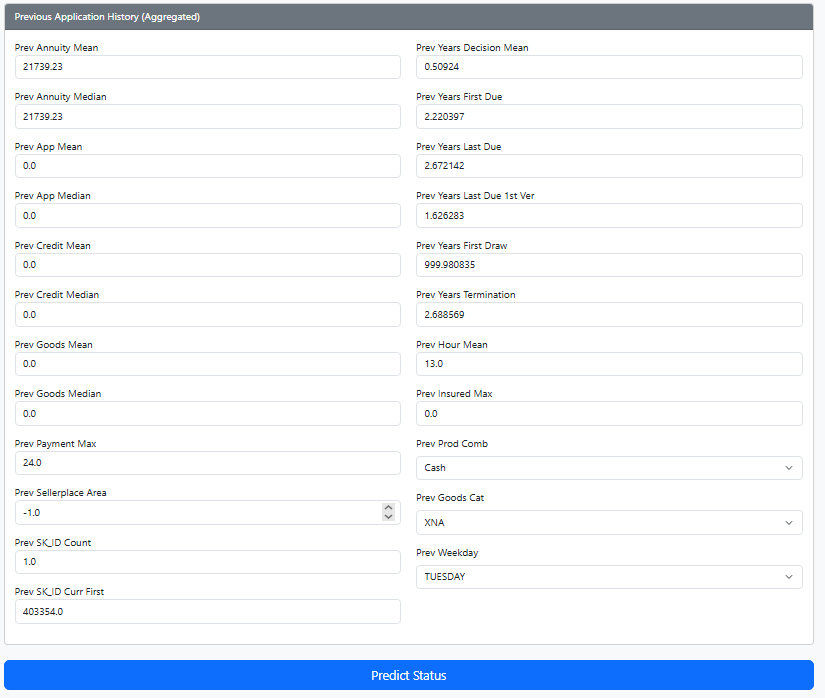 Previous Application History (Aggregated)
Prev Annuity Mean
21739.23
Prev Annuity Median
21739.23
Prev App Mean
0.0
Prev App Median
0.0
Prev Credit Mean
0.0
Prev Credit Median
0.0
Prev Goods Mean
0.0
Prev Goods Median
0.0
Prev Payment Max
24.0
Prev Sellerplace Area
-1.0
Prev SK_ID Count
1.0
Prev SK_ID Curr First
403354.0
Prev Years Decision Mean
0.50924
Prev Years First Due
2.220397
Prev Years Last Due
2.672142
Prev Years Last Due 1st Ver
1.626283
Prev Years First Draw
999.980835
Prev Years Termination
2.688569
Prev Hour Mean
13.0
Prev Insured Max
0.0
Prev Prod Comb
Cash
Prev Goods Cat
XNA
Prev Weekday
TUESDAY
Predict Status